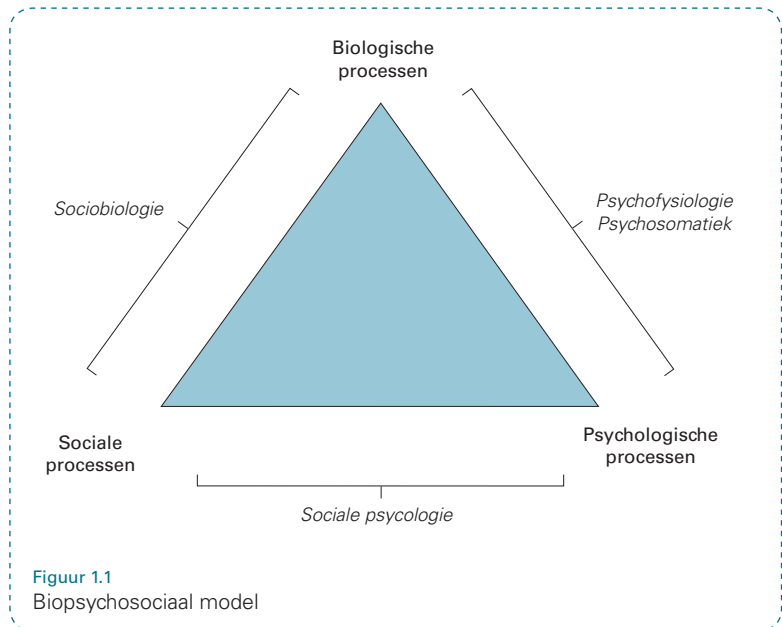 Biologische
processen
Sociobiologie
Psychofysiologie
Psychosomatiek
Sociale
processen
Psychologische
processen
Sociale psycologie
Figuur 1.1
Biopsychosociaal model